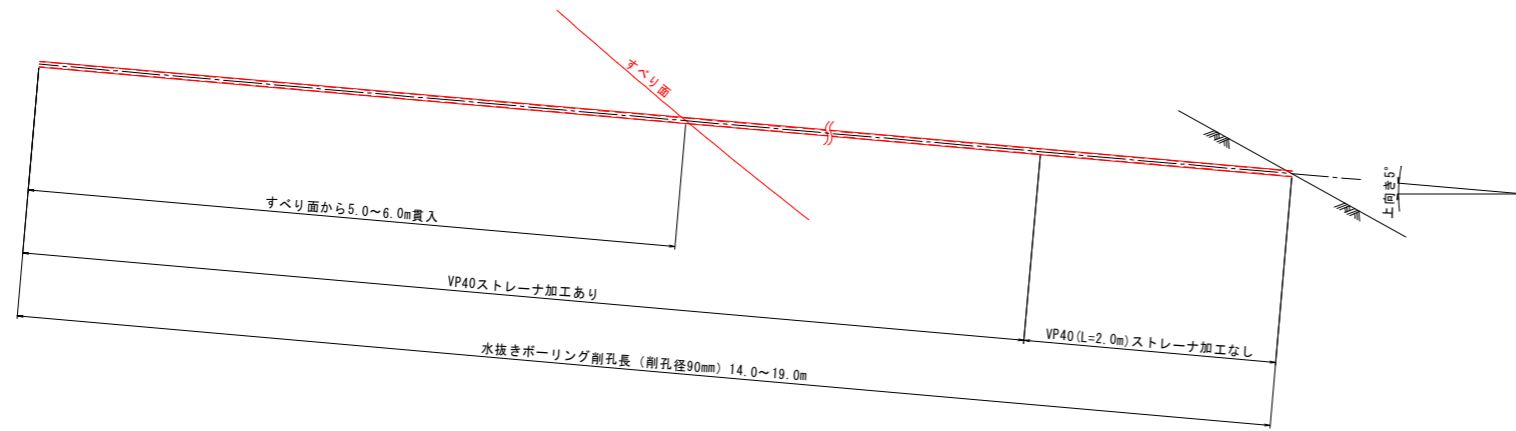 すべり面
上向き5°
すべり面から5.0～6.0m貫入
VP40ストレーナ加工あり
VP40(L=2.0m)ストレーナ加工なし
水抜きボーリング削孔長（削孔径90mm）14.0～19.0m